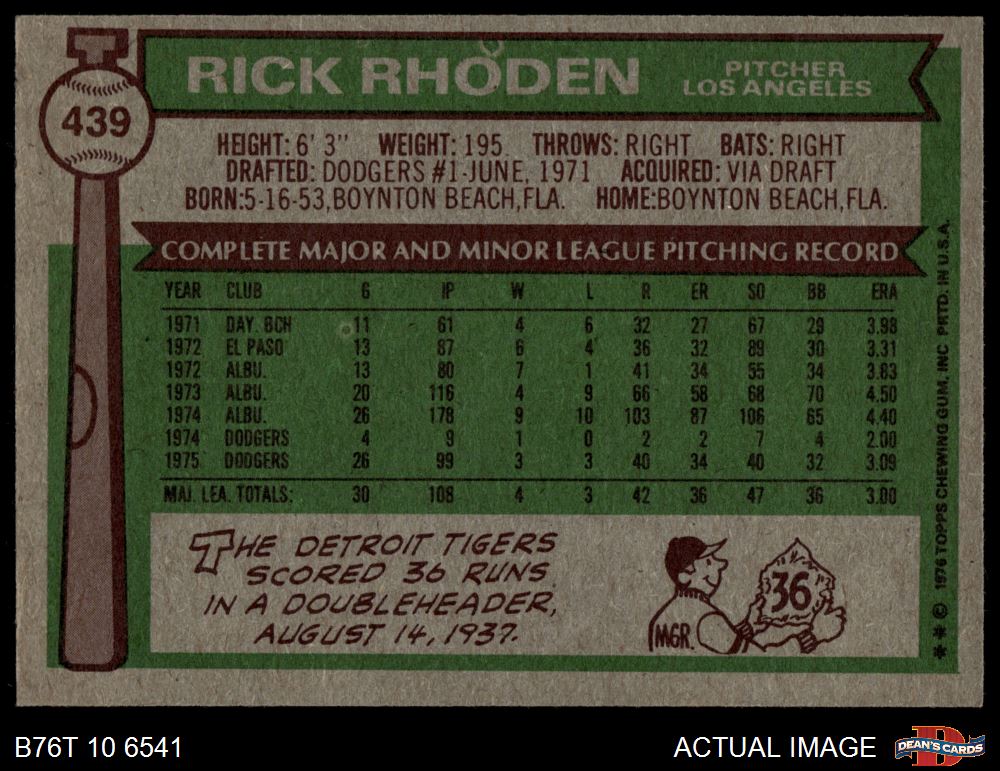 RICK RHODEN
PITCHER
LOS ANGELES
439
HEIGHT: 6' 3" WEIGHT: 195 THROWS: RIGHT BATS: RIGHT
DRAFTED: DODGERS #1-JUNE, 1971 ACQUIRED: VIA DRAFT
BORN: 5-16-53, BOYNTON BEACH, FLA. HOME: BOYNTON BEACH, FLA.
COMPLETE MAJOR AND MINOR LEAGUE PITCHING RECORD
YEAR CLUB G IP W L R ER SO BB ERA
1971 DAY. BCH 11 61 4 6 32 27 67 29 3.98
1972 EL PASO 13 87 6 4 36 32 89 30 3.31
1972 ALBU. 13 80 7 1 41 34 55 34 3.83
1973 ALBU. 20 116 4 9 66 58 68 70 4.50
1974 ALBU. 26 178 9 10 103 87 106 65 4.40
1974 DODGERS 4 9 1 0 2 2 7 4 2.00
1975 DODGERS 26 99 3 3 40 34 40 32 3.09
MAJ. LEA. TOTALS: 30 108 4 3 42 36 47 36 3.00
THE DETROIT TIGERS
SCORED 36 RUNS
IN A DOUBLEHEADER,
AUGUST 14, 1937.
MGR.
36
** © 1976 TOPPS CHEWING GUM, INC PRTD. IN U.S.A.
B76T 10 6541
ACTUAL IMAGE
D
DEAN'S CARDS